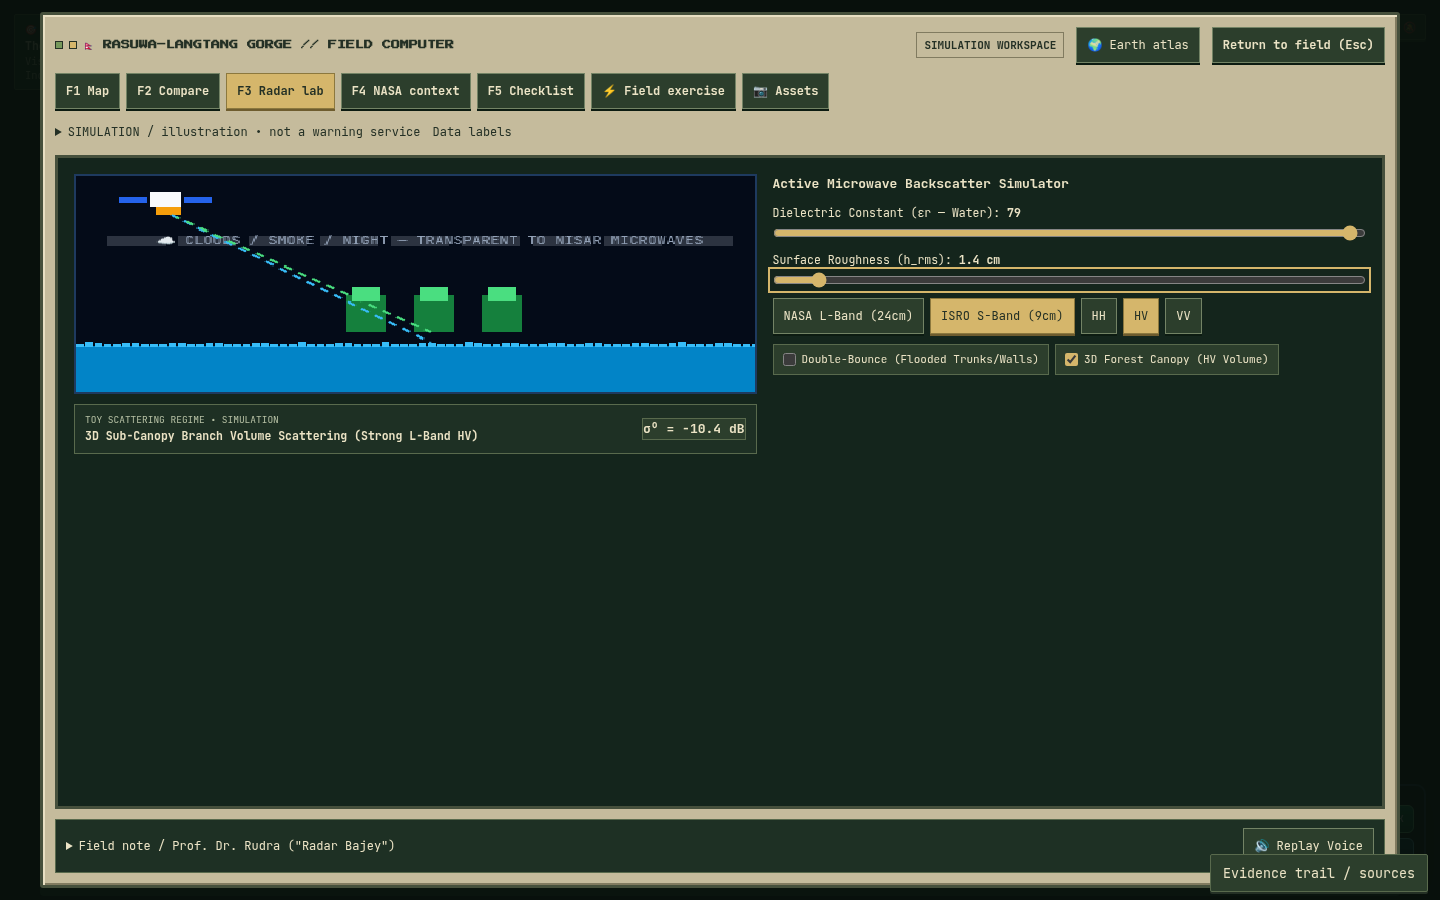 RASUWA-LANGTANG GORGE // FIELD COMPUTER
SIMULATION WORKSPACE
🌍 Earth atlas
Return to field (Esc)
F1 Map
F2 Compare
F3 Radar lab
F4 NASA context
F5 Checklist
⚡ Field exercise
📷 Assets
▶ SIMULATION / illustration • not a warning service Data labels
☁ CLOUDS / SMOKE / NIGHT — TRANSPARENT TO NISAR MICROWAVES
TOY SCATTERING REGIME • SIMULATION
3D Sub-Canopy Branch Volume Scattering (Strong L-Band HV)
σ⁰ = -10.4 dB
Active Microwave Backscatter Simulator
Dielectric Constant (εr — Water): 79
Surface Roughness (h_rms): 1.4 cm
NASA L-Band (24cm)
ISRO S-Band (9cm)
HH
HV
VV
Double-Bounce (Flooded Trunks/Walls)
3D Forest Canopy (HV Volume)
▶ Field note / Prof. Dr. Rudra ("Radar Bajey")
🔊 Replay Voice
Evidence trail / sources